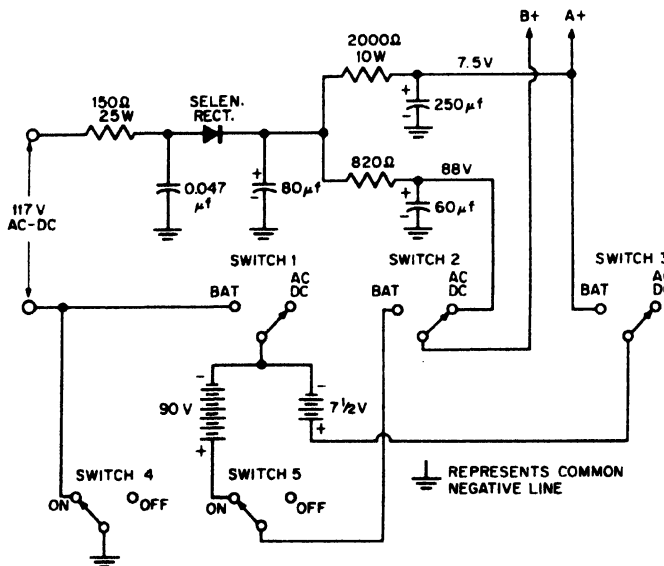 B+
A+
2000Ω
10W
7.5V
150Ω
25W
SELEN.
RECT.
+
-
250μf
820Ω
88V
0.047
μf
+
-
80μf
+
-
60μf
117V
AC-DC
SWITCH 1
BAT
AC
DC
SWITCH 2
BAT
AC
DC
SWITCH 3
BAT
AC
DC
-
90V
+
-
7 1/2V
+
SWITCH 4
ON
OFF
SWITCH 5
ON
OFF
REPRESENTS COMMON
NEGATIVE LINE